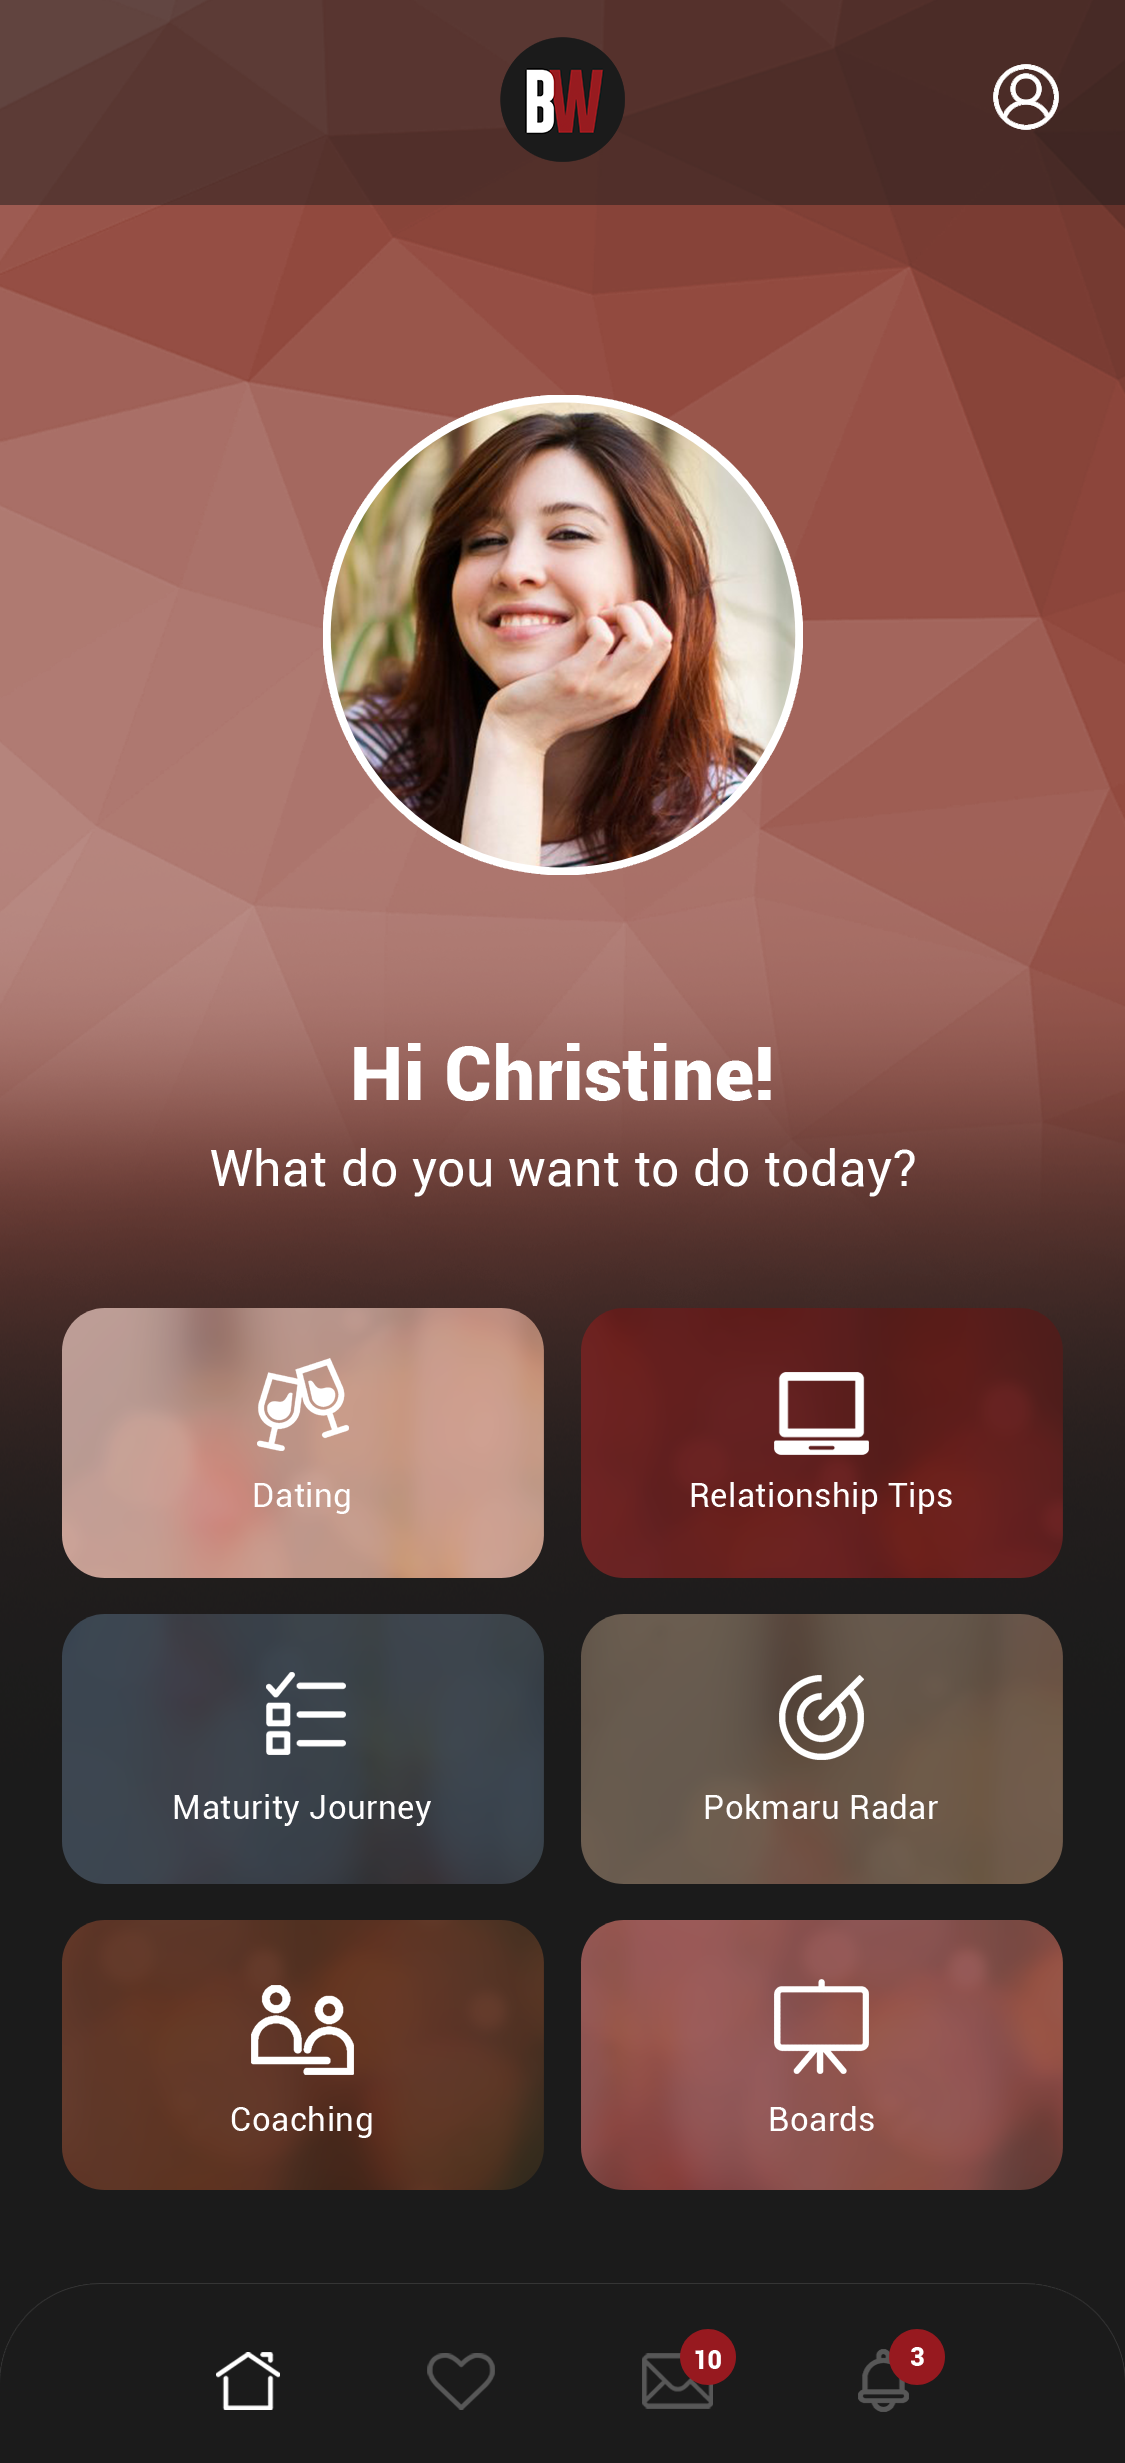 BW
Hi Christine!
What do you want to do today?
Dating
Relationship Tips
Maturity Journey
Pokmaru Radar
Coaching
Boards
10
3